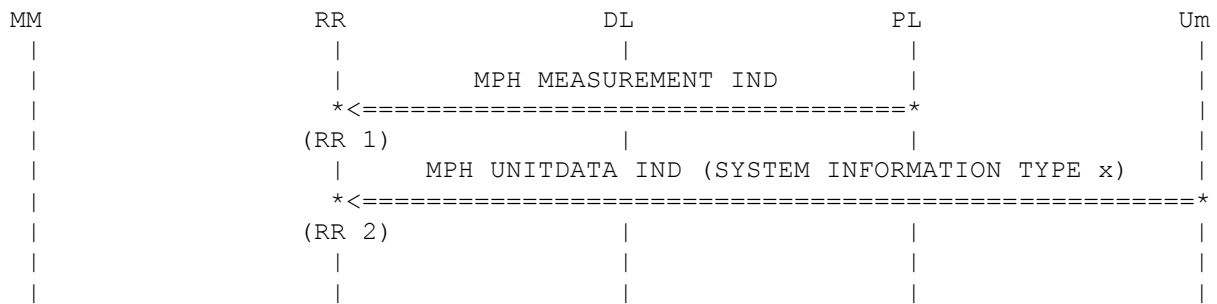 MM RR DL PL Um
MPH MEASUREMENT IND
*<==================================*
(RR 1)
MPH UNITDATA IND (SYSTEM INFORMATION TYPE x)
*<====================================================*
(RR 2)